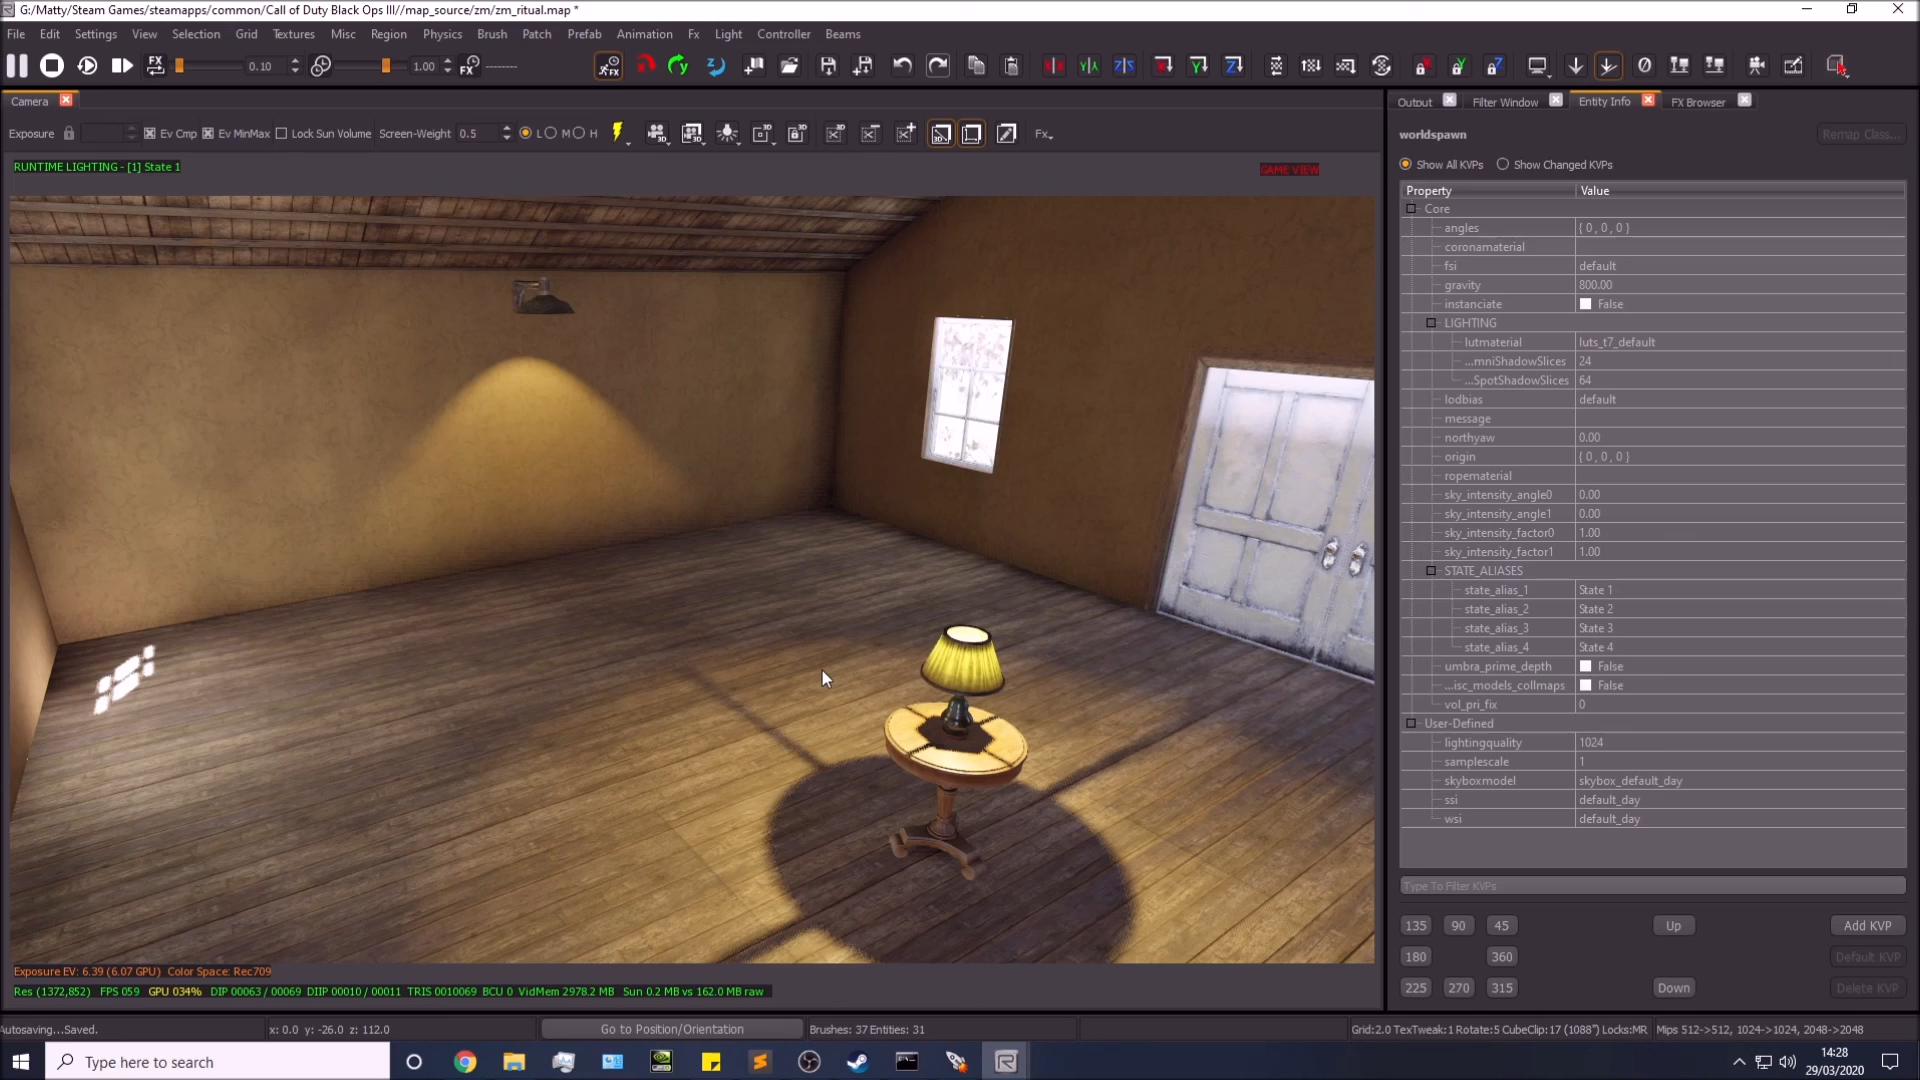 G:/Matty/Steam Games/steamapps/common/Call of Duty Black Ops III//map_source/zm/zm_ritual.map *
File Edit Settings View Selection Grid Textures Misc Region Physics Brush Patch Prefab Animation Fx Light Controller Beams
FX 0.10 1.00 FX --------
Camera
Output Filter Window Entity Info FX Browser
Exposure Ev Cmp Ev MinMax Lock Sun Volume Screen-Weight 0.5 L M H Fx
worldspawn Remap Class...
RUNTIME LIGHTING - [1] State 1
GAME VIEW
Show All KVPs Show Changed KVPs
Property Value
Core
angles { 0 , 0 , 0 }
coronamaterial
fsi default
gravity 800.00
instanciate False
LIGHTING
lutmaterial luts_t7_default
...mniShadowSlices 24
...SpotShadowSlices 64
lodbias default
message
northyaw 0.00
origin { 0 , 0 , 0 }
ropematerial
sky_intensity_angle0 0.00
sky_intensity_angle1 0.00
sky_intensity_factor0 1.00
sky_intensity_factor1 1.00
STATE_ALIASES
state_alias_1 State 1
state_alias_2 State 2
state_alias_3 State 3
state_alias_4 State 4
umbra_prime_depth False
...isc_models_collmaps False
vol_pri_fix 0
User-Defined
lightingquality 1024
samplescale 1
skyboxmodel skybox_default_day
ssi default_day
wsi default_day
Type To Filter KVPs
135 90 45 Up Add KVP
180 360 Default KVP
225 270 315 Down Delete KVP
Exposure EV: 6.39 (6.07 GPU) Color Space: Rec709
Res (1372,852) FPS 059 GPU 034% DIP 00063 / 00069 DIIP 00010 / 00011 TRIS 0010069 BCU 0 VidMem 2978.2 MB Sun 0.2 MB vs 162.0 MB raw
Autosaving...Saved. x: 0.0 y: -26.0 z: 112.0 Go to Position/Orientation Brushes: 37 Entities: 31 Grid:2.0 TexTweak:1 Rotate:5 CubeClip:17 (1088") Locks:MR Mips 512->512, 1024->1024, 2048->2048
Type here to search
14:28
29/03/2020